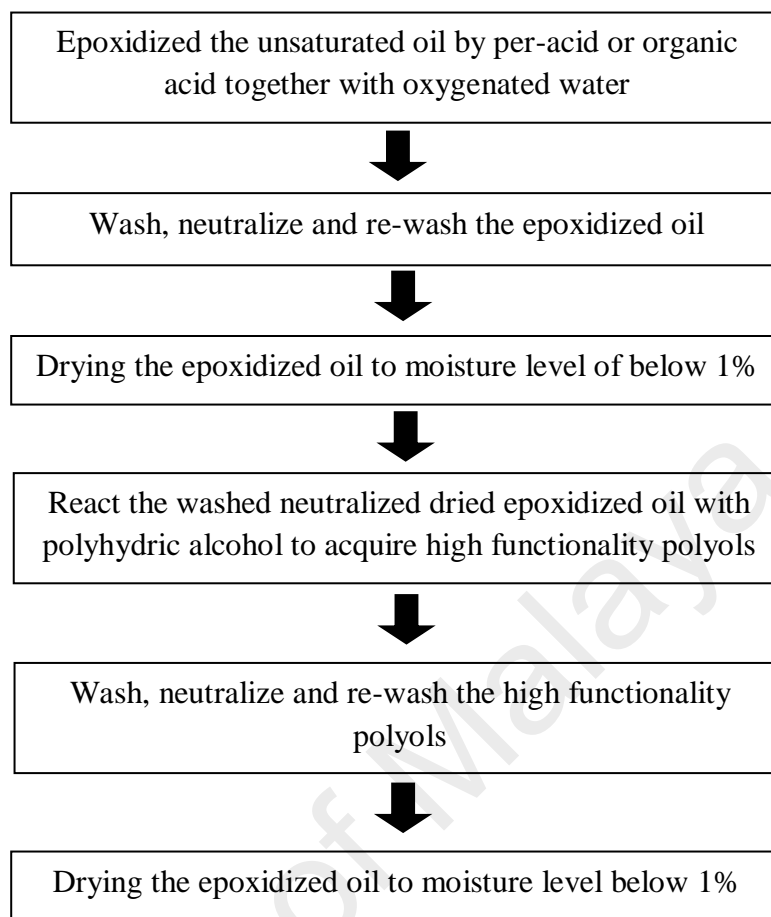 Epoxidized the unsaturated oil by per-acid or organic
acid together with oxygenated water
Wash, neutralize and re-wash the epoxidized oil
Drying the epoxidized oil to moisture level of below 1%
React the washed neutralized dried epoxidized oil with
polyhydric alcohol to acquire high functionality polyols
Wash, neutralize and re-wash the high functionality
polyols
Drying the epoxidized oil to moisture level below 1%
of Malaya